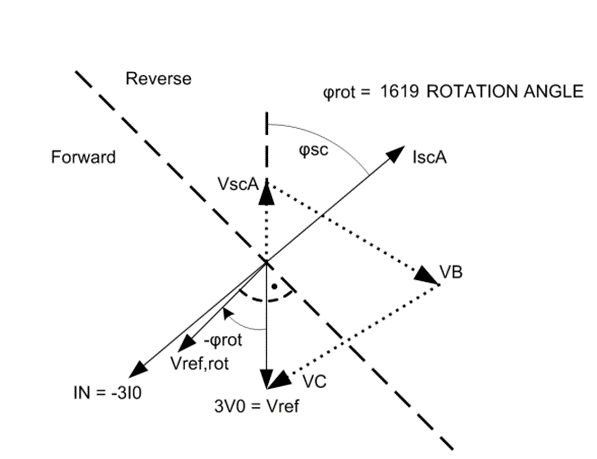 Reverse
φrot = 1619 ROTATION ANGLE
Forward
φsc
IscA
VscA
VB
-φrot
Vref,rot
IN = -3I0
VC
3V0 = Vref